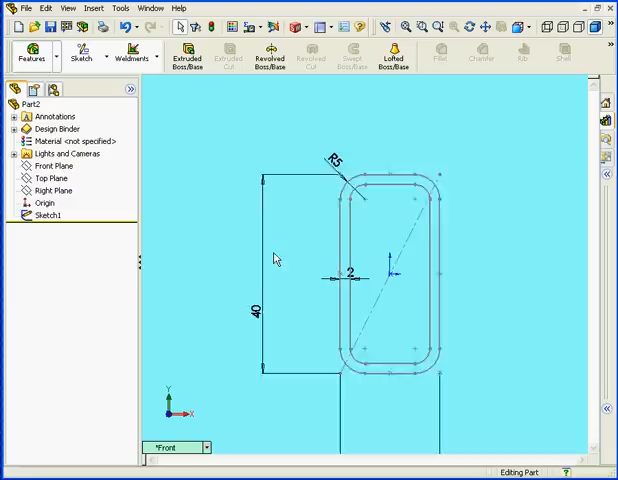 File Edit View Insert Tools Window Help
Features Sketch Weldments Extruded Boss/Base Extruded Cut Revolved Boss/Base Revolved Cut Swept Boss/Base Lofted Boss/Base Fillet Chamfer Rib Shell
Part2
Annotations
Design Binder
Material <not specified>
Lights and Cameras
Front Plane
Top Plane
Right Plane
Origin
Sketch1
R5
2
40
Y
X
*Front
Editing Part